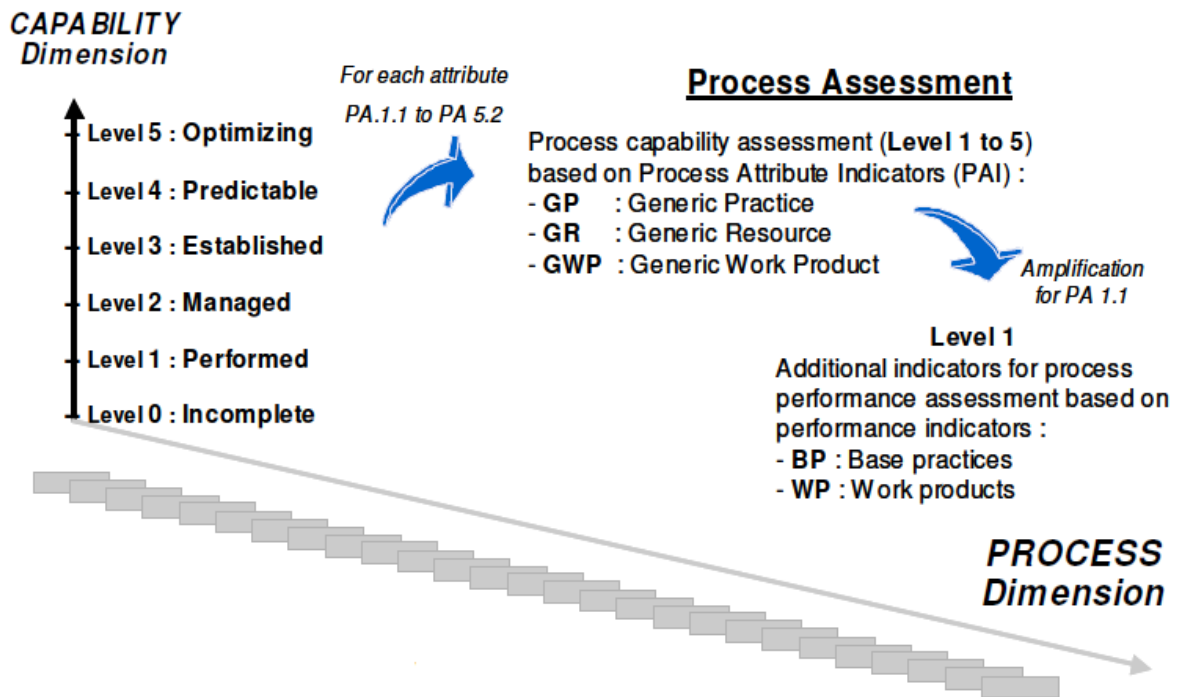 CAPABILITY
Dimension
Level 5 : Optimizing
Level 4 : Predictable
Level 3 : Established
Level 2 : Managed
Level 1 : Performed
Level 0 : Incomplete
For each attribute
PA.1.1 to PA 5.2
Process Assessment
Process capability assessment (Level 1 to 5)
based on Process Attribute Indicators (PAI) :
- GP : Generic Practice
- GR : Generic Resource
- GWP : Generic Work Product
Amplification
for PA 1.1
Level 1
Additional indicators for process
performance assessment based on
performance indicators :
- BP : Base practices
- WP : Work products
PROCESS
Dimension